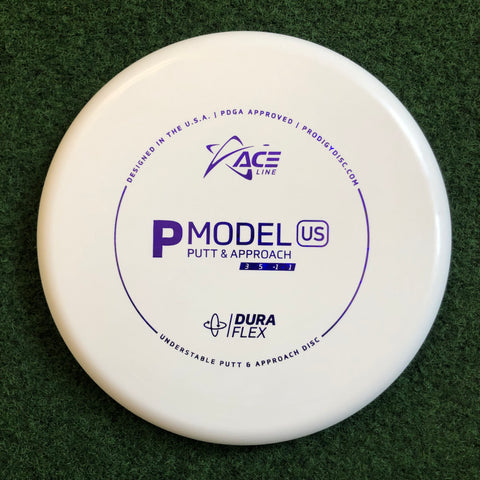 DESIGNED IN THE U.S.A. | PDGA APPROVED | PRODIGYDISC.COM
ACE
LINE
P MODEL US
PUTT & APPROACH
3 5 -1 1
DURA
FLEX
UNDERSTABLE PUTT & APPROACH DISC